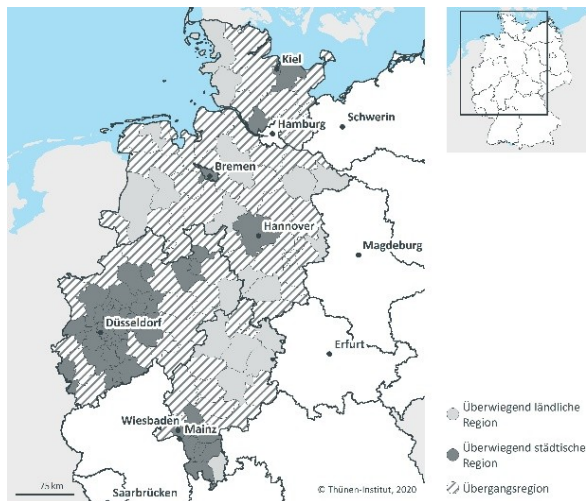 Kiel
Hamburg
Schwerin
Bremen
Hannover
Magdeburg
Düsseldorf
Erfurt
Wiesbaden
Mainz
Saarbrücken
75 km
© Thünen-Institut, 2020
Überwiegend ländliche
Region
Überwiegend städtische
Region
Übergangsregion